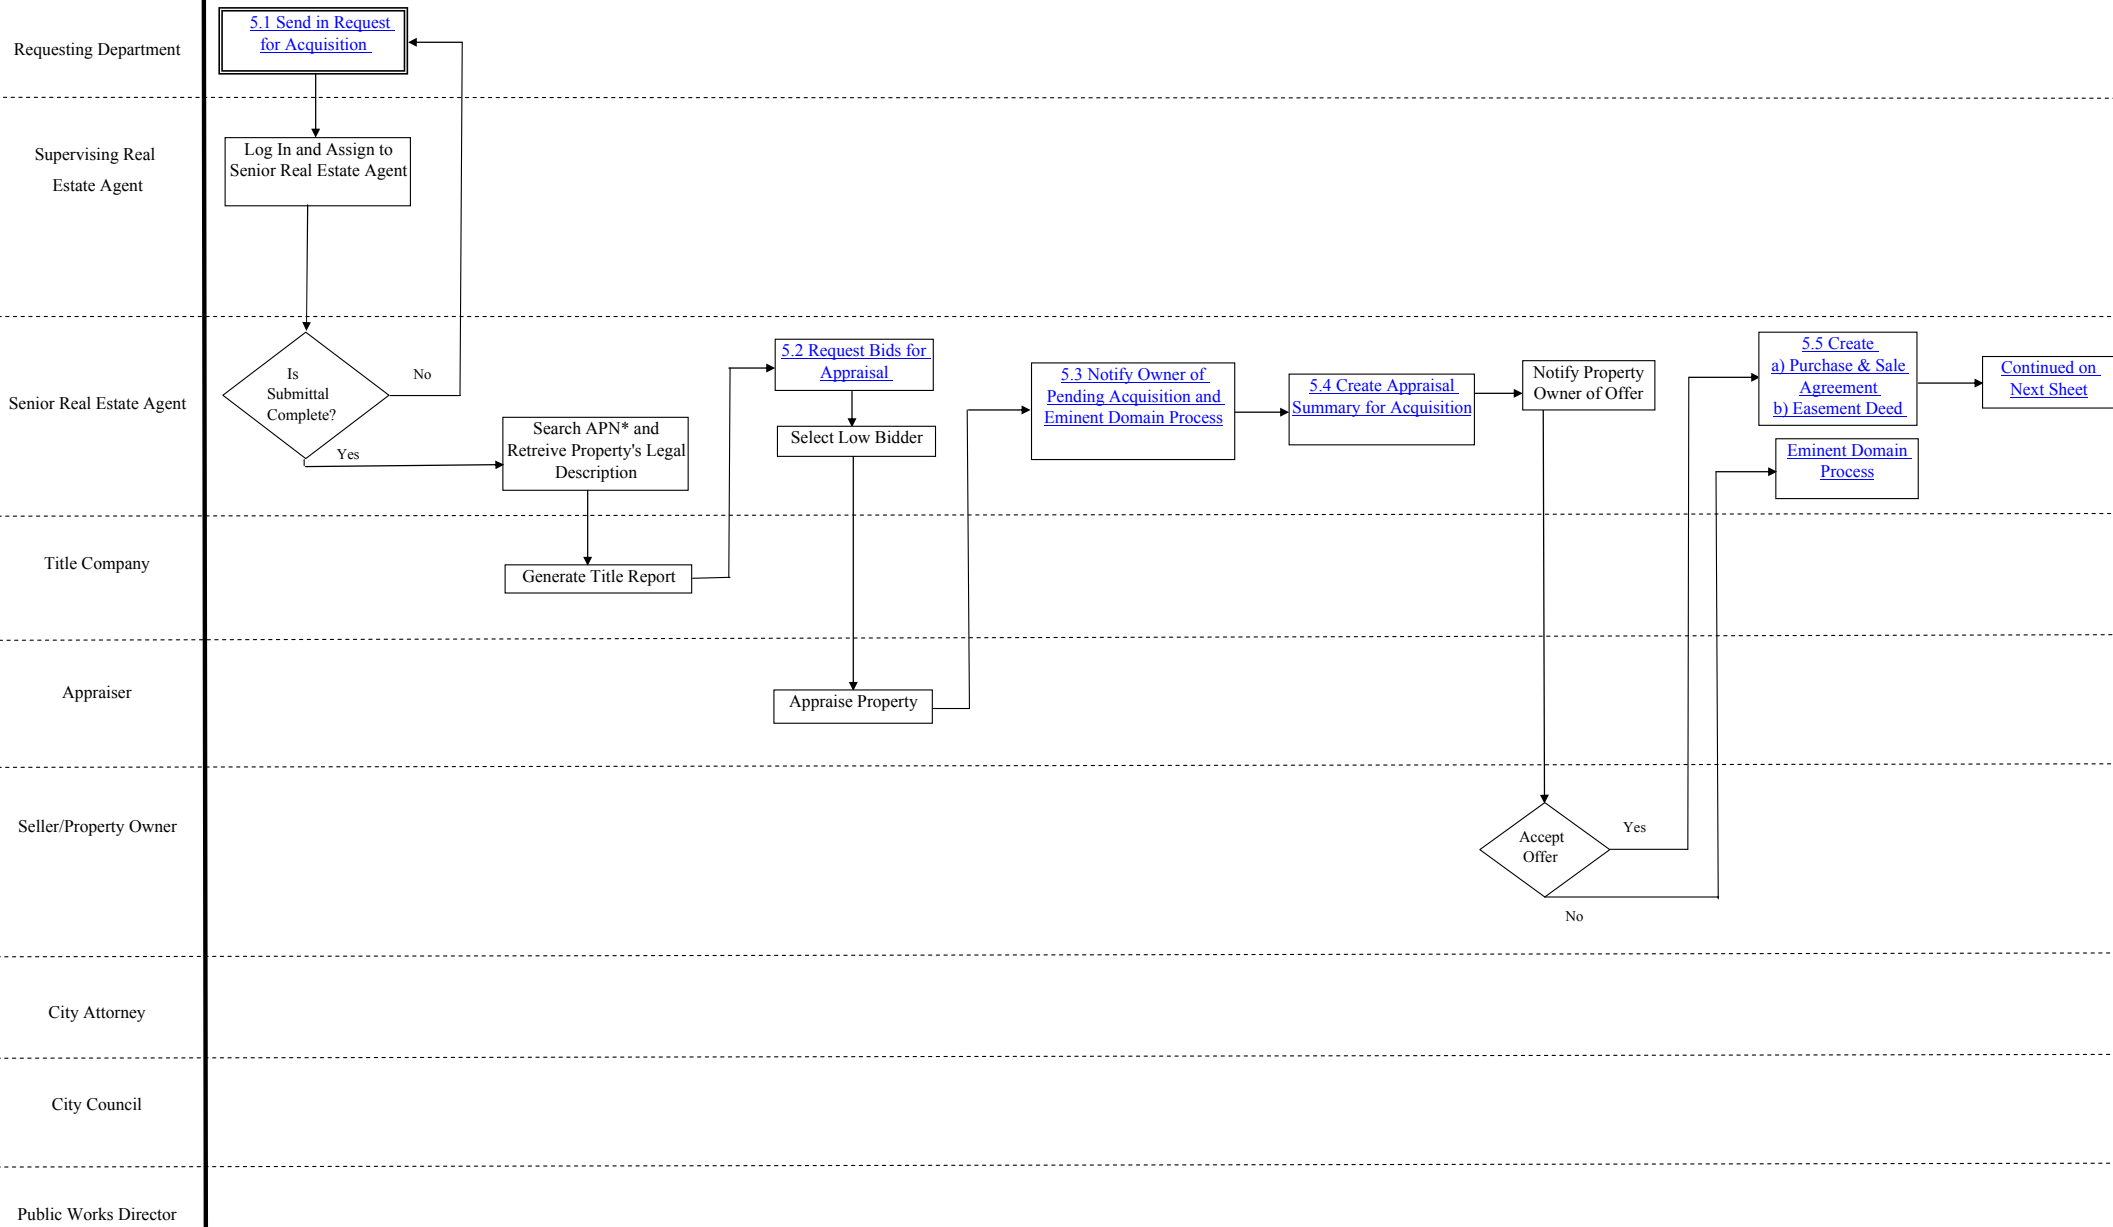 Requesting Department
5.1 Send in Request
for Acquisition
Supervising Real
Estate Agent
Log In and Assign to
Senior Real Estate Agent
Senior Real Estate Agent
Is
Submittal
Complete?
No
Yes
Search APN* and
Retreive Property's Legal
Description
5.2 Request Bids for
Appraisal
Select Low Bidder
5.3 Notify Owner of
Pending Acquisition and
Eminent Domain Process
5.4 Create Appraisal
Summary for Acquisition
Notify Property
Owner of Offer
5.5 Create
a) Purchase & Sale
Agreement
b) Easement Deed
Continued on
Next Sheet
Eminent Domain
Process
Title Company
Generate Title Report
Appraiser
Appraise Property
Seller/Property Owner
Accept
Offer
Yes
No
City Attorney
City Council
Public Works Director